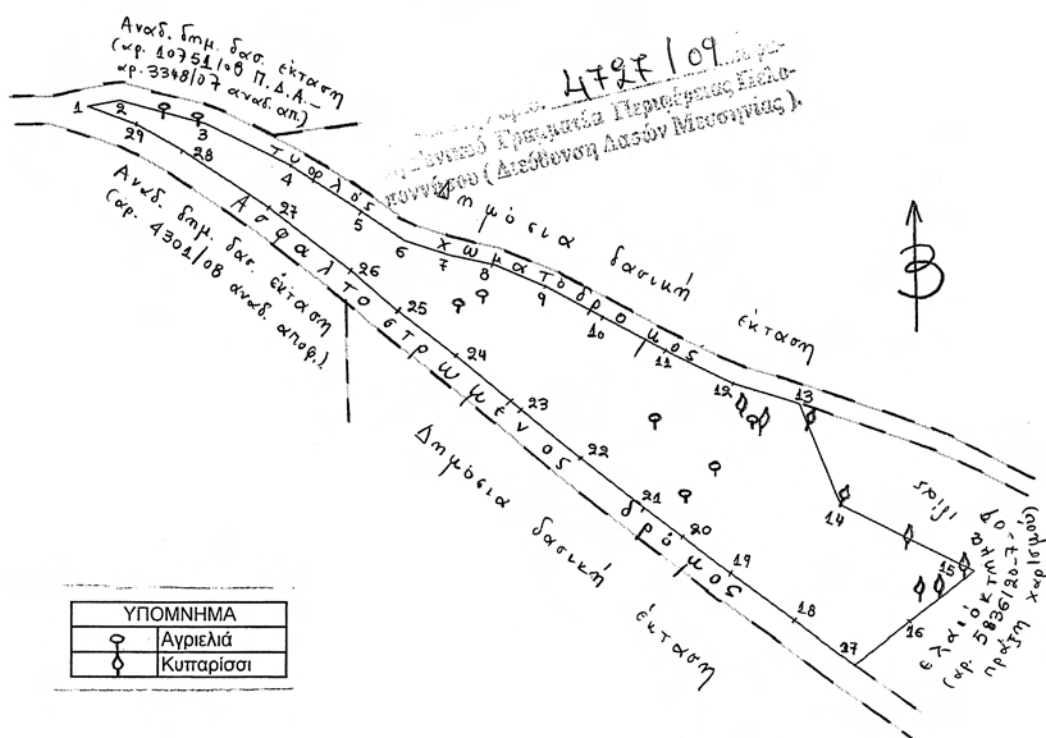 Αναδ. δημ. δασ. έκταση
(αρ. 10751/08 Π.Δ.Α. –
αρ. 3348/07 αναδ. απ.)
4727/09
Γραμματέα Περιφέρειας Πελο-
ποννήσου (Διεύθυνση Δασών Μεσσηνίας).
τυφλός χωματόδρομος
Δημόσια δασική έκταση
Β
1
2
3
4
5
6
7
8
9
10
11
12
13
14
15
16
17
18
19
20
21
22
23
24
25
26
27
28
29
Ασφαλτοστρωμένος δρόμος
Αναδ. δημ. δασ. έκταση
(αρ. 4301/08 αναδ. αποφ.)
Δημόσια δασική έκταση
ελαιόκτημα
(αρ. 5836/20-7-
πράξη χαρισμού)
ΥΠΟΜΝΗΜΑ
Αγριελιά
Κυπαρίσσι